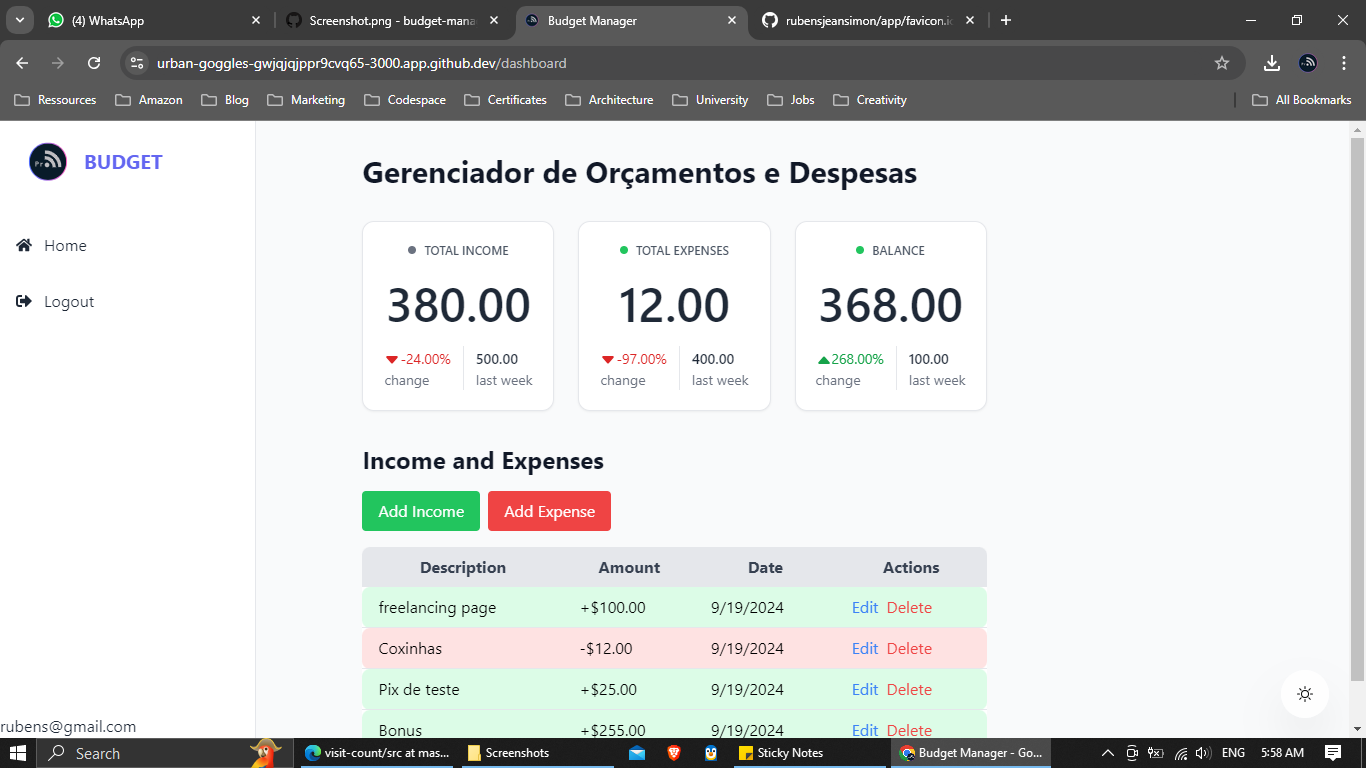 (4) WhatsApp
Screenshot.png - budget-mana
Budget Manager
rubensjeansimon/app/favicon.ic
urban-goggles-gwjqjqjppr9cvq65-3000.app.github.dev/dashboard
Ressources Amazon Blog Marketing Codespace Certificates Architecture University Jobs Creativity All Bookmarks
BUDGET
Home
Logout
rubens@gmail.com
Gerenciador de Orçamentos e Despesas
TOTAL INCOME
380.00
-24.00% 500.00
change last week
TOTAL EXPENSES
12.00
-97.00% 400.00
change last week
BALANCE
368.00
268.00% 100.00
change last week
Income and Expenses
Add Income Add Expense
Description Amount Date Actions
freelancing page +$100.00 9/19/2024 Edit Delete
Coxinhas -$12.00 9/19/2024 Edit Delete
Pix de teste +$25.00 9/19/2024 Edit Delete
Bonus +$255.00 9/19/2024 Edit Delete
Search
visit-count/src at mas...
Screenshots
Sticky Notes
Budget Manager - Go...
ENG 5:58 AM